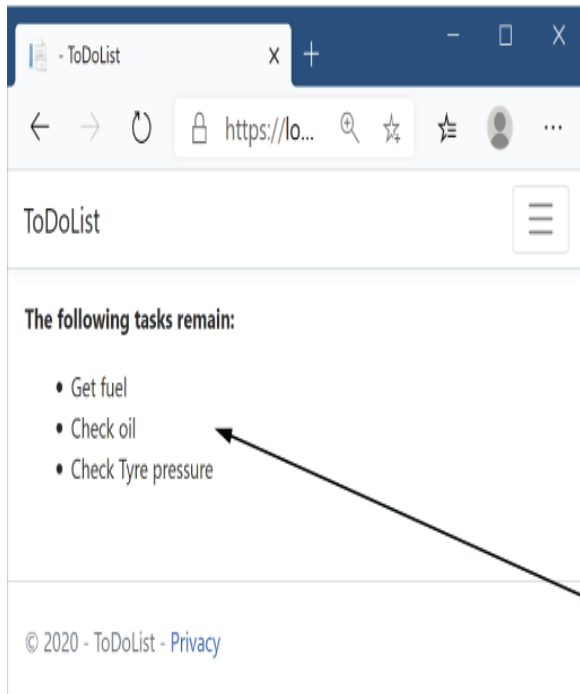 - ToDoList
https://lo...
ToDoList
The following tasks remain:
• Get fuel
• Check oil
• Check Tyre pressure
© 2020 - ToDoList - Privacy